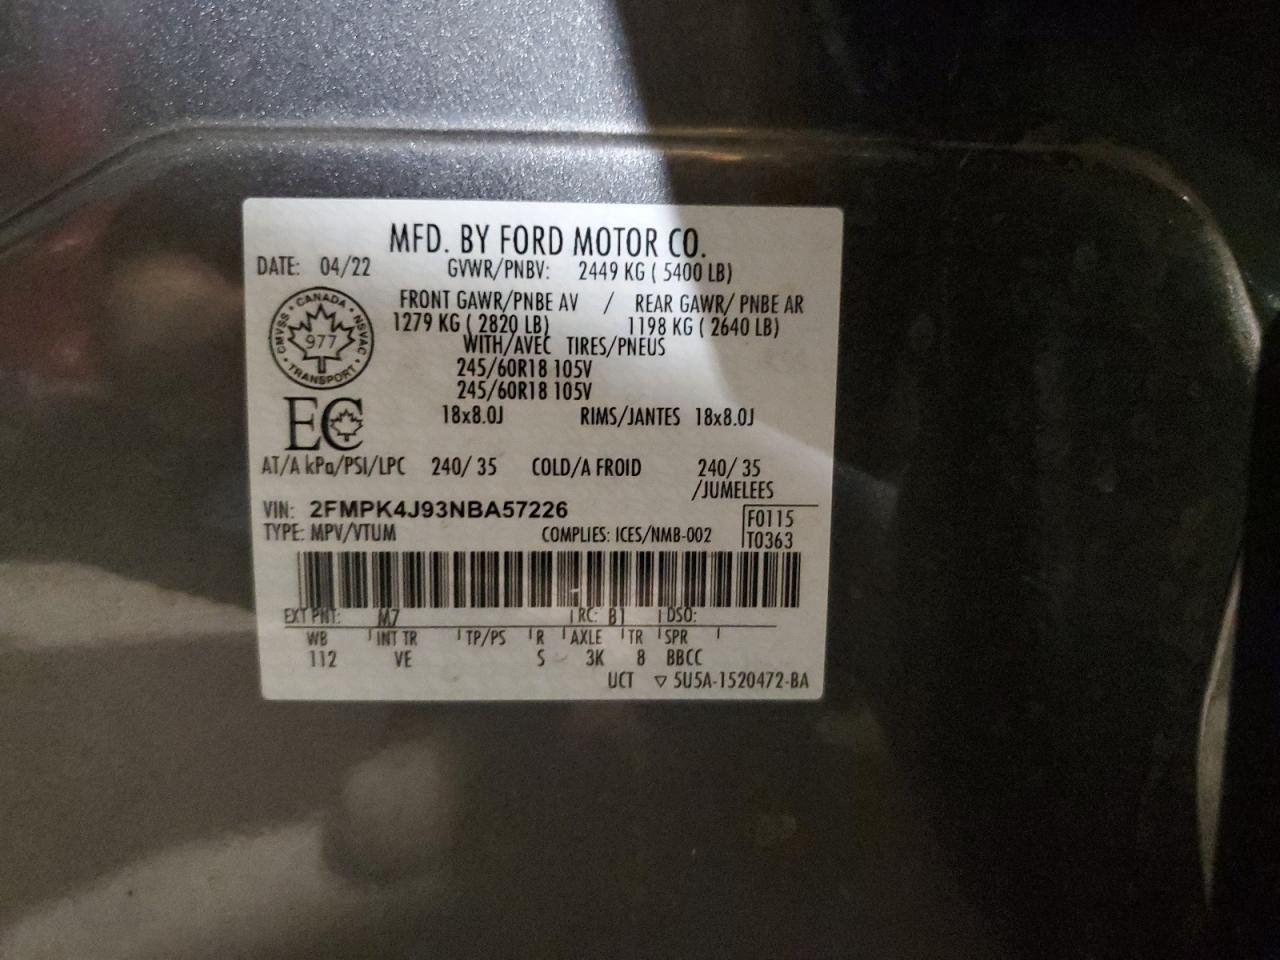 MFD. BY FORD MOTOR CO.
DATE: 04/22 GVWR/PNBV: 2449 KG ( 5400 LB)
FRONT GAWR/PNBE AV / REAR GAWR/ PNBE AR
1279 KG ( 2820 LB) 1198 KG ( 2640 LB)
WITH/AVEC TIRES/PNEUS
245/60R18 105V
245/60R18 105V
18x8.0J RIMS/JANTES 18x8.0J
CANADA
CMVSS NSVAC
977
TRANSPORT
EC
AT/A kPa/PSI/LPC 240/ 35 COLD/A FROID 240/ 35
/JUMELEES
VIN: 2FMPK4J93NBA57226
F0115
TYPE: MPV/VTUM COMPLIES: ICES/NMB-002 T0363
EXT PNT: M7 RC: B1 DSO:
WB INT TR TP/PS R AXLE TR SPR
112 VE S 3K 8 BBCC
UCT ▽ 5U5A-1520472-BA